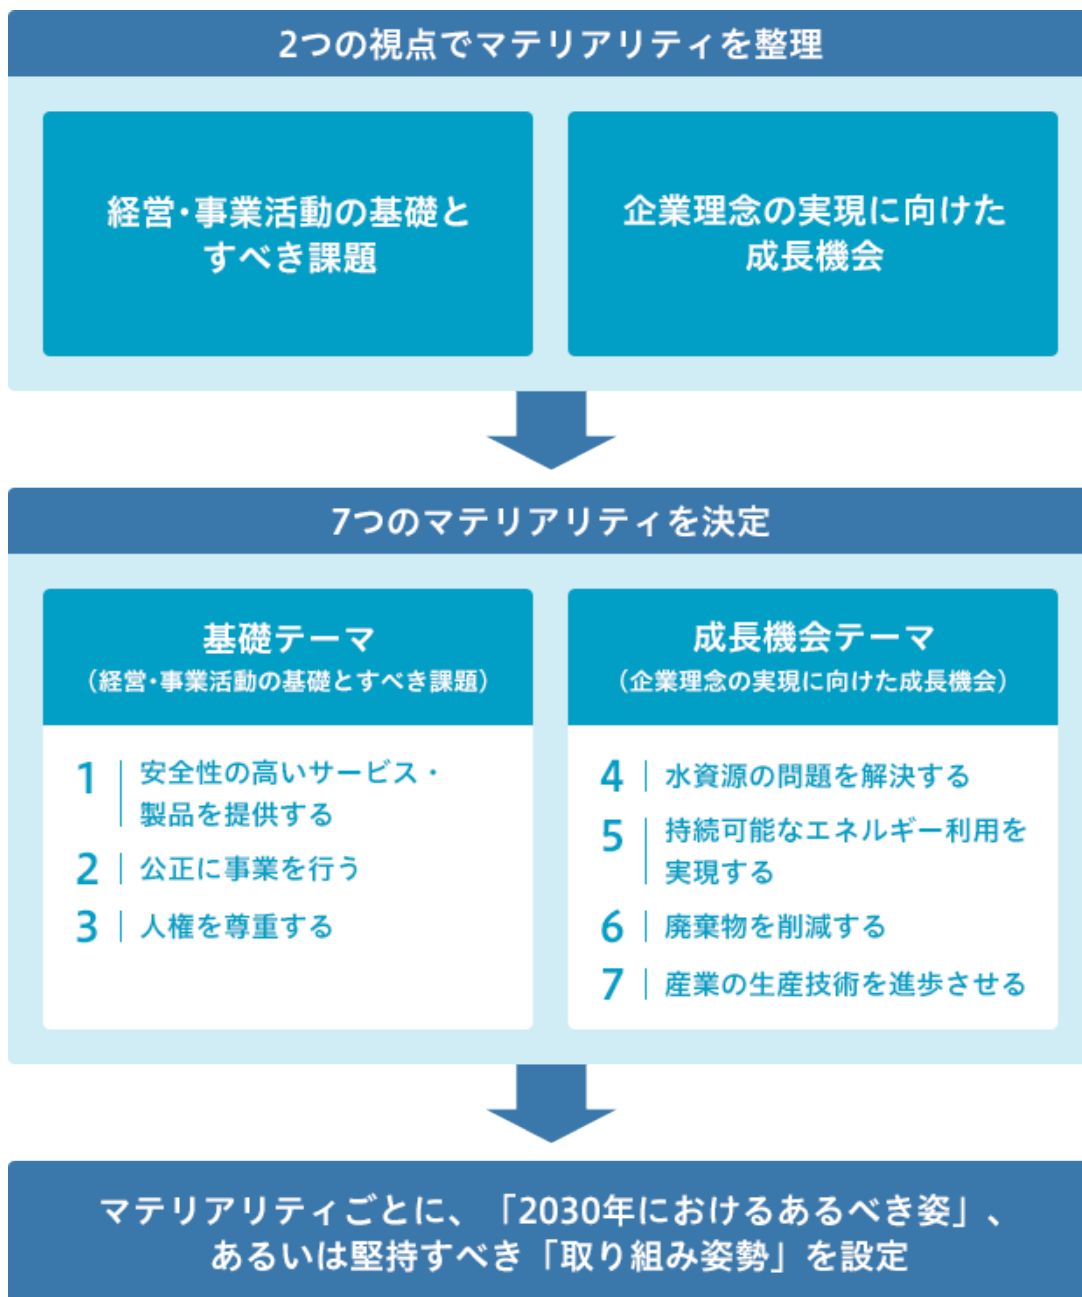 2つの視点でマテリアリティを整理
経営・事業活動の基礎と
すべき課題
企業理念の実現に向けた
成長機会
7つのマテリアリティを決定
基礎テーマ
（経営・事業活動の基礎とすべき課題）
1 安全性の高いサービス・
製品を提供する
2 公正に事業を行う
3 人権を尊重する
成長機会テーマ
（企業理念の実現に向けた成長機会）
4 水資源の問題を解決する
5 持続可能なエネルギー利用を
実現する
6 廃棄物を削減する
7 産業の生産技術を進歩させる
マテリアリティごとに、「2030年におけるあるべき姿」、
あるいは堅持すべき「取り組み姿勢」を設定